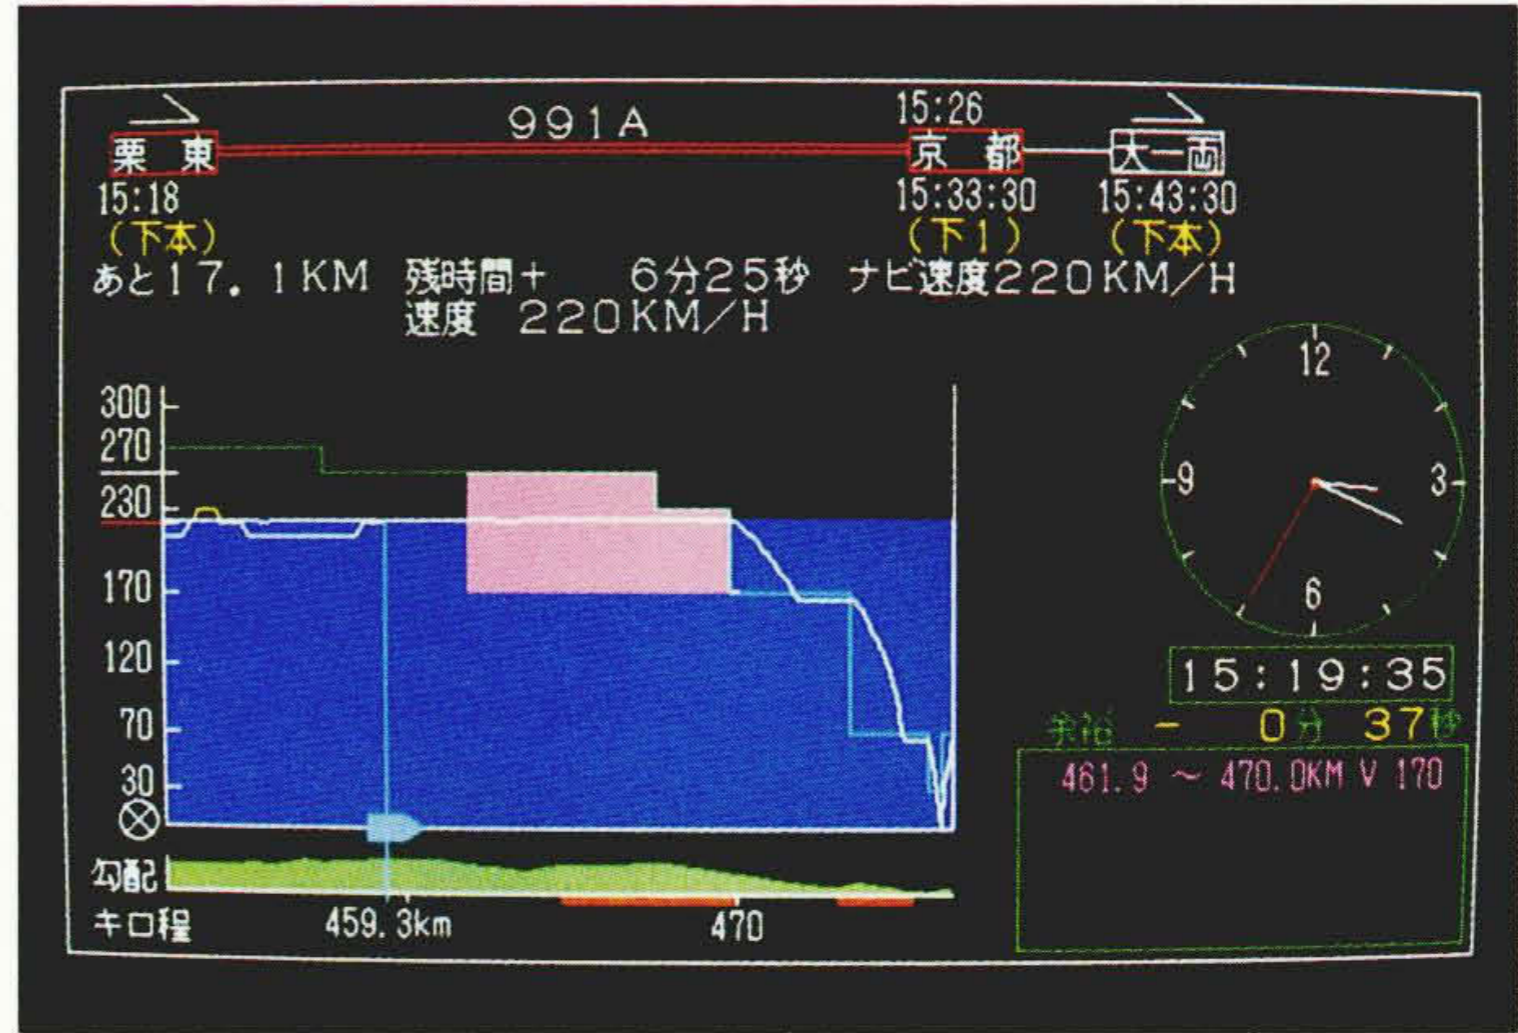 991A
15:26
栗東 京都 大一両
15:18 15:33:30 15:43:30
(下本) (下1) (下本)
あと17.1KM 残時間+ 6分25秒 ナビ速度220KM/H
速度 220KM/H
300
270
230
170
120
70
30
12
3
6
9
15:19:35
余裕 - 0分 37秒
461.9 ~ 470.0KM V 170
勾配
キロ程 459.3km 470